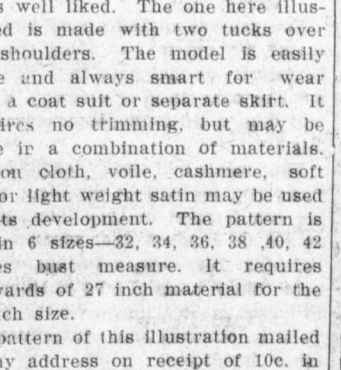 s well liked. The one here illus-
ed is made with two tucks over
shoulders. The model is easily
e and always smart for wear
a coat suit or separate skirt. It
ires no trimming, but may be
e ir a combination of materials.
on cloth, voile, cashmere, soft
or light weight satin may be used
ts development. The pattern is
in 6 sizes—32, 34, 36, 38 ,40, 42
es bust measure. It requires
yards of 27 inch material for the
ch size.
pattern of this illustration mailed
ny address on receipt of 10c. in